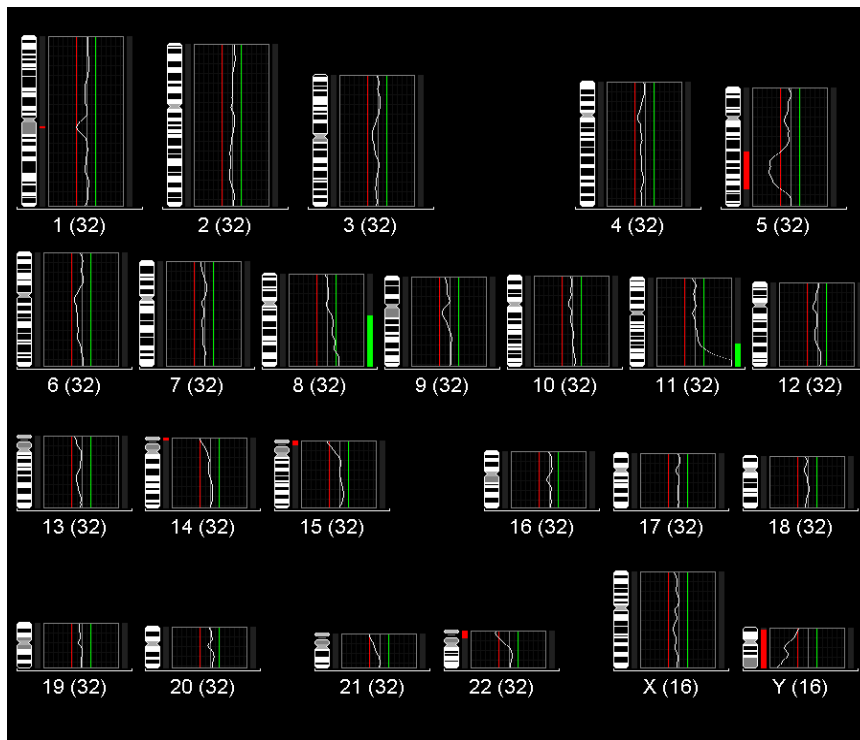 1 (32) 2 (32) 3 (32) 4 (32) 5 (32)
6 (32) 7 (32) 8 (32) 9 (32) 10 (32) 11 (32) 12 (32)
13 (32) 14 (32) 15 (32) 16 (32) 17 (32) 18 (32)
19 (32) 20 (32) 21 (32) 22 (32) X (16) Y (16)